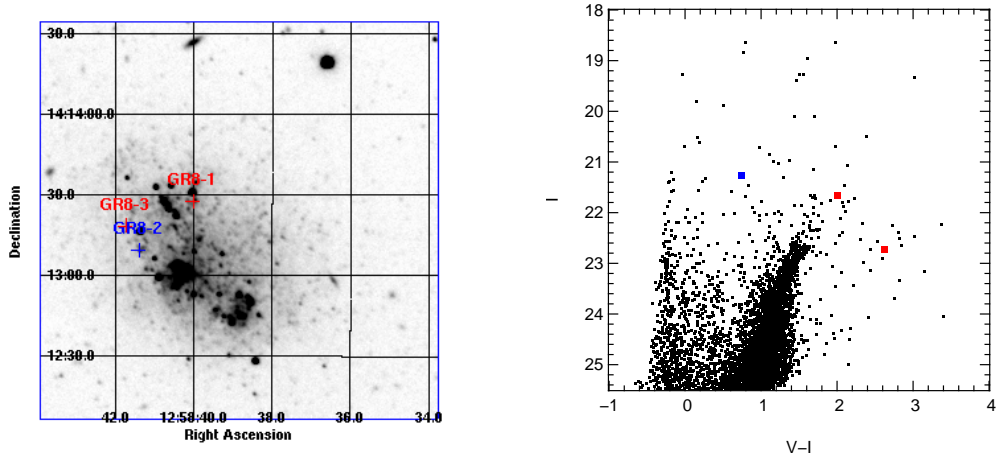 30.0
14:14:00.0
GR8-1
30.0
GR8-3
GR8-2
13:00.0
12:30.0
42.0 12:58:40.0 38.0 36.0 34.0
Right Ascension
Declination
18
19
20
21
22
23
24
25
I
−1 0 1 2 3 4
V−I